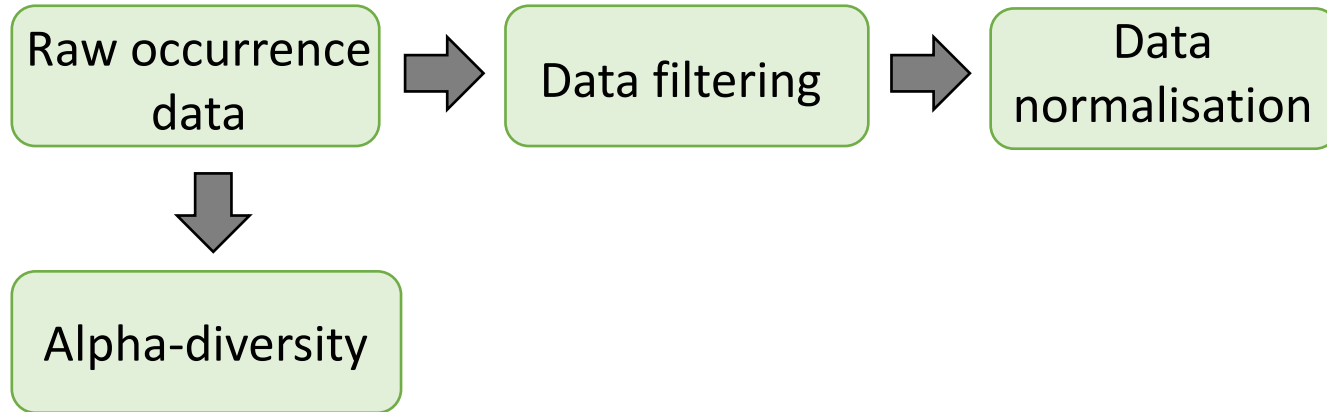 Raw occurrence
data
Data filtering
Data
normalisation
Alpha-diversity